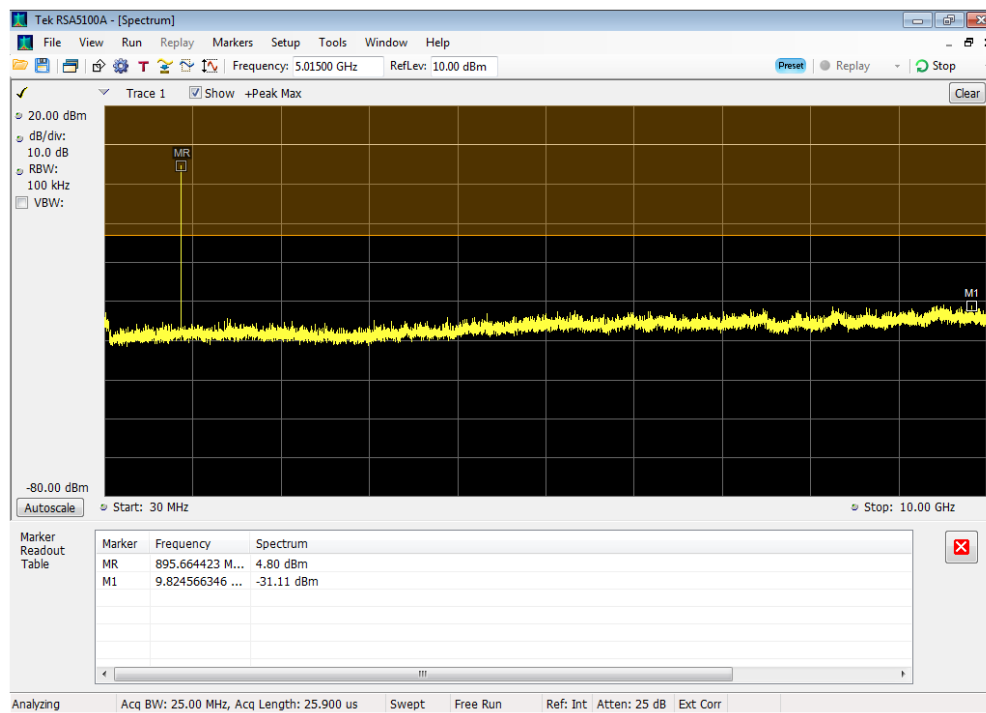 Tek RSA5100A - [Spectrum]
File View Run Replay Markers Setup Tools Window Help
Frequency: 5.01500 GHz RefLev: 10.00 dBm Preset Replay Stop
Trace 1 Show +Peak Max Clear
20.00 dBm
dB/div:
10.0 dB
RBW:
100 kHz
VBW:
MR
M1
-80.00 dBm
Autoscale Start: 30 MHz Stop: 10.00 GHz
Marker Readout Table
Marker Frequency Spectrum
MR 895.664423 M... 4.80 dBm
M1 9.824566346 ... -31.11 dBm
Analyzing Acq BW: 25.00 MHz, Acq Length: 25.900 us Swept Free Run Ref: Int Atten: 25 dB Ext Corr